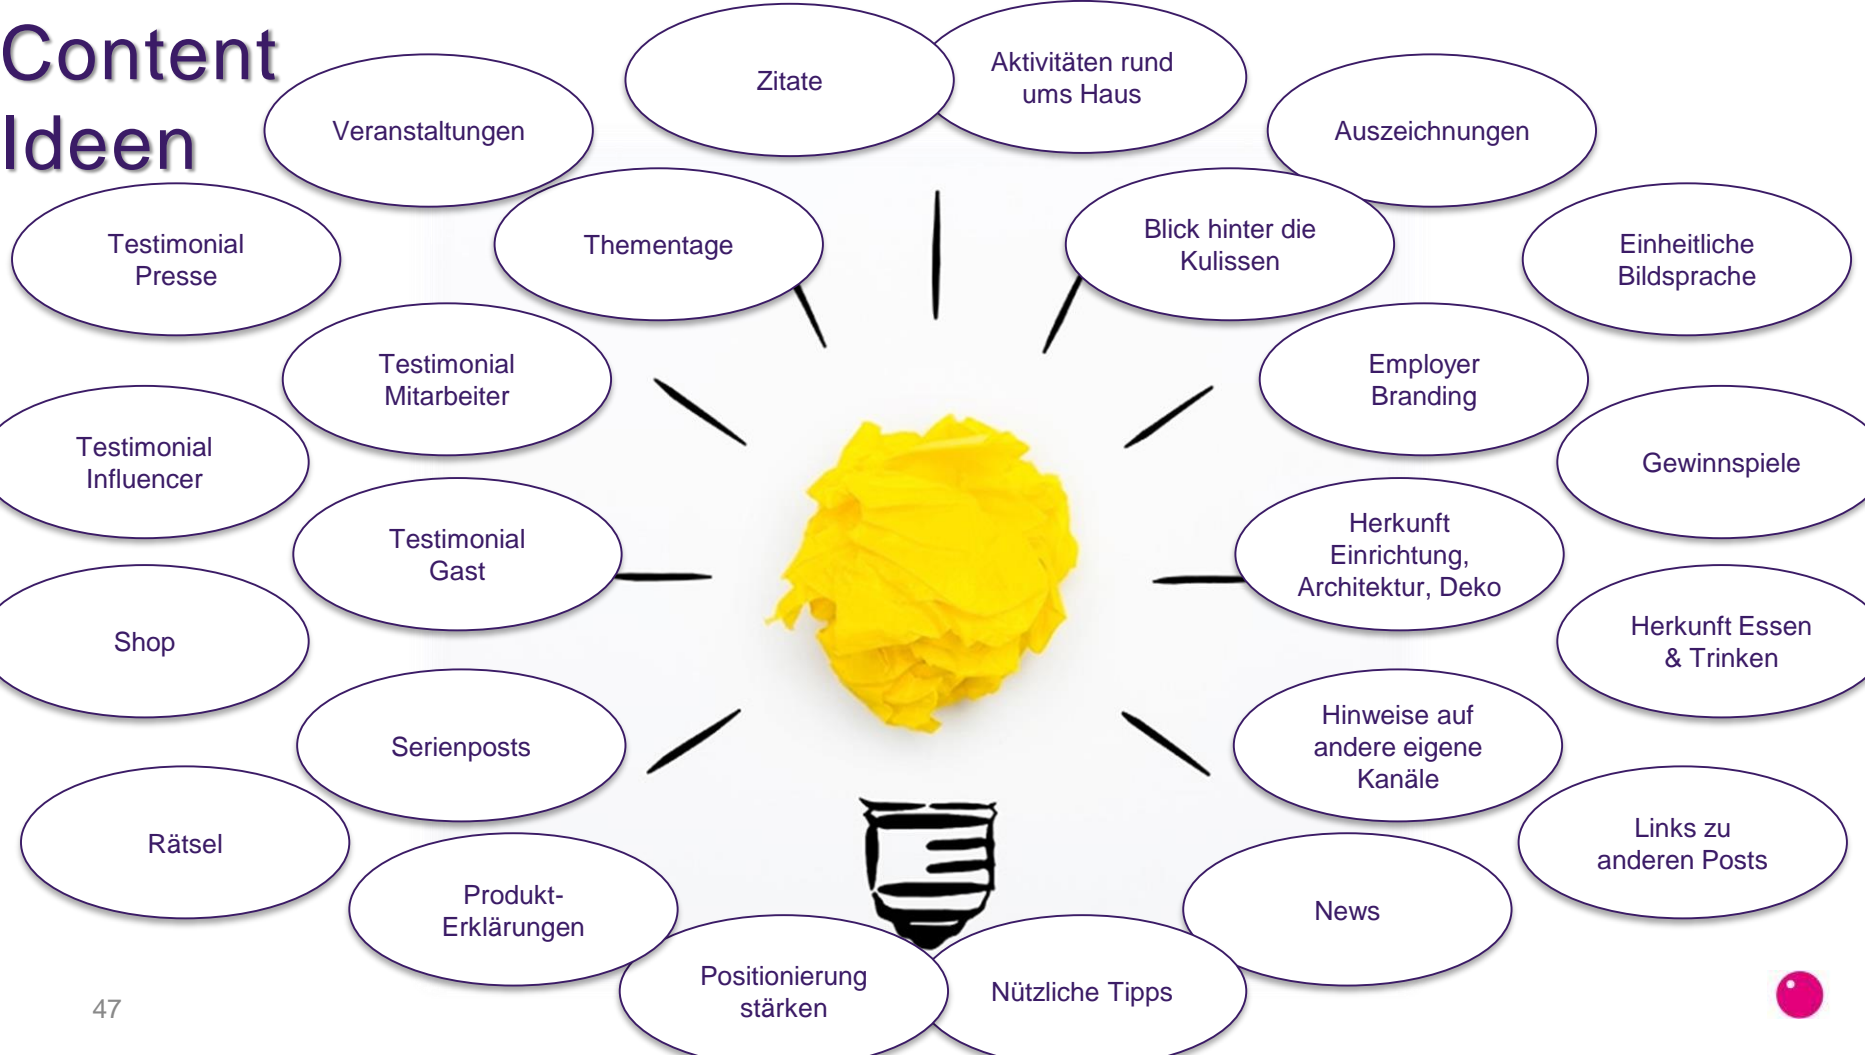 Content
Ideen
Zitate
Aktivitäten rund
ums Haus
Veranstaltungen
Auszeichnungen
Thementage
Blick hinter die
Kulissen
Testimonial
Presse
Einheitliche
Bildsprache
Testimonial
Mitarbeiter
Employer
Branding
Testimonial
Influencer
Gewinnspiele
Testimonial
Gast
Herkunft
Einrichtung,
Architektur, Deko
Shop
Herkunft Essen
& Trinken
Serienposts
Hinweise auf
andere eigene
Kanäle
Rätsel
Links zu
anderen Posts
Produkt-
Erklärungen
News
Positionierung
stärken
Nützliche Tipps
47